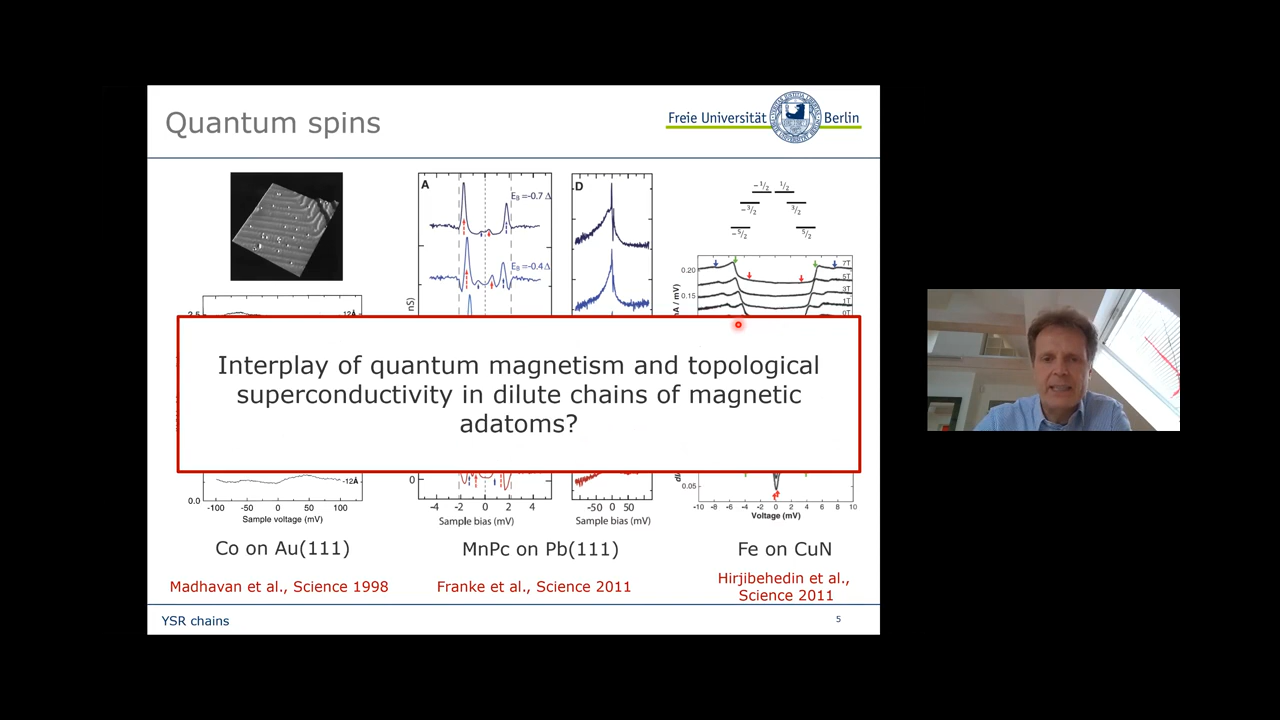 Quantum spins
Freie Universität Berlin
A
E_B=-0.7 Δ
E_B=-0.4 Δ
D
-1/2 1/2
-3/2 3/2
-5/2 5/2
7T
5T
3T
1T
0T
0.20
0.15
nS)
Interplay of quantum magnetism and topological
superconductivity in dilute chains of magnetic
adatoms?
0.0
-12Å
-100 -50 0 50 100
Sample voltage (mV)
0
-4 -2 0 2 4
Sample bias (mV)
-50 0 50
Sample bias (mV)
0.05
-10 -8 -6 -4 -2 0 2 4 6 8 10
Voltage (mV)
Co on Au(111)
MnPc on Pb(111)
Fe on CuN
Madhavan et al., Science 1998
Franke et al., Science 2011
Hirjibehedin et al.,
Science 2011
YSR chains
5